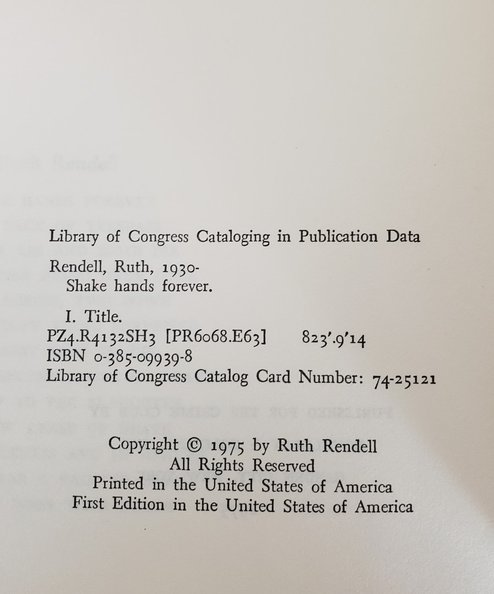 Library of Congress Cataloging in Publication Data
Rendell, Ruth, 1930-
Shake hands forever.
I. Title.
PZ4.R4132SH3 [PR6068.E63] 823'.9'14
ISBN 0-385-09939-8
Library of Congress Catalog Card Number: 74-25121
Copyright © 1975 by Ruth Rendell
All Rights Reserved
Printed in the United States of America
First Edition in the United States of America